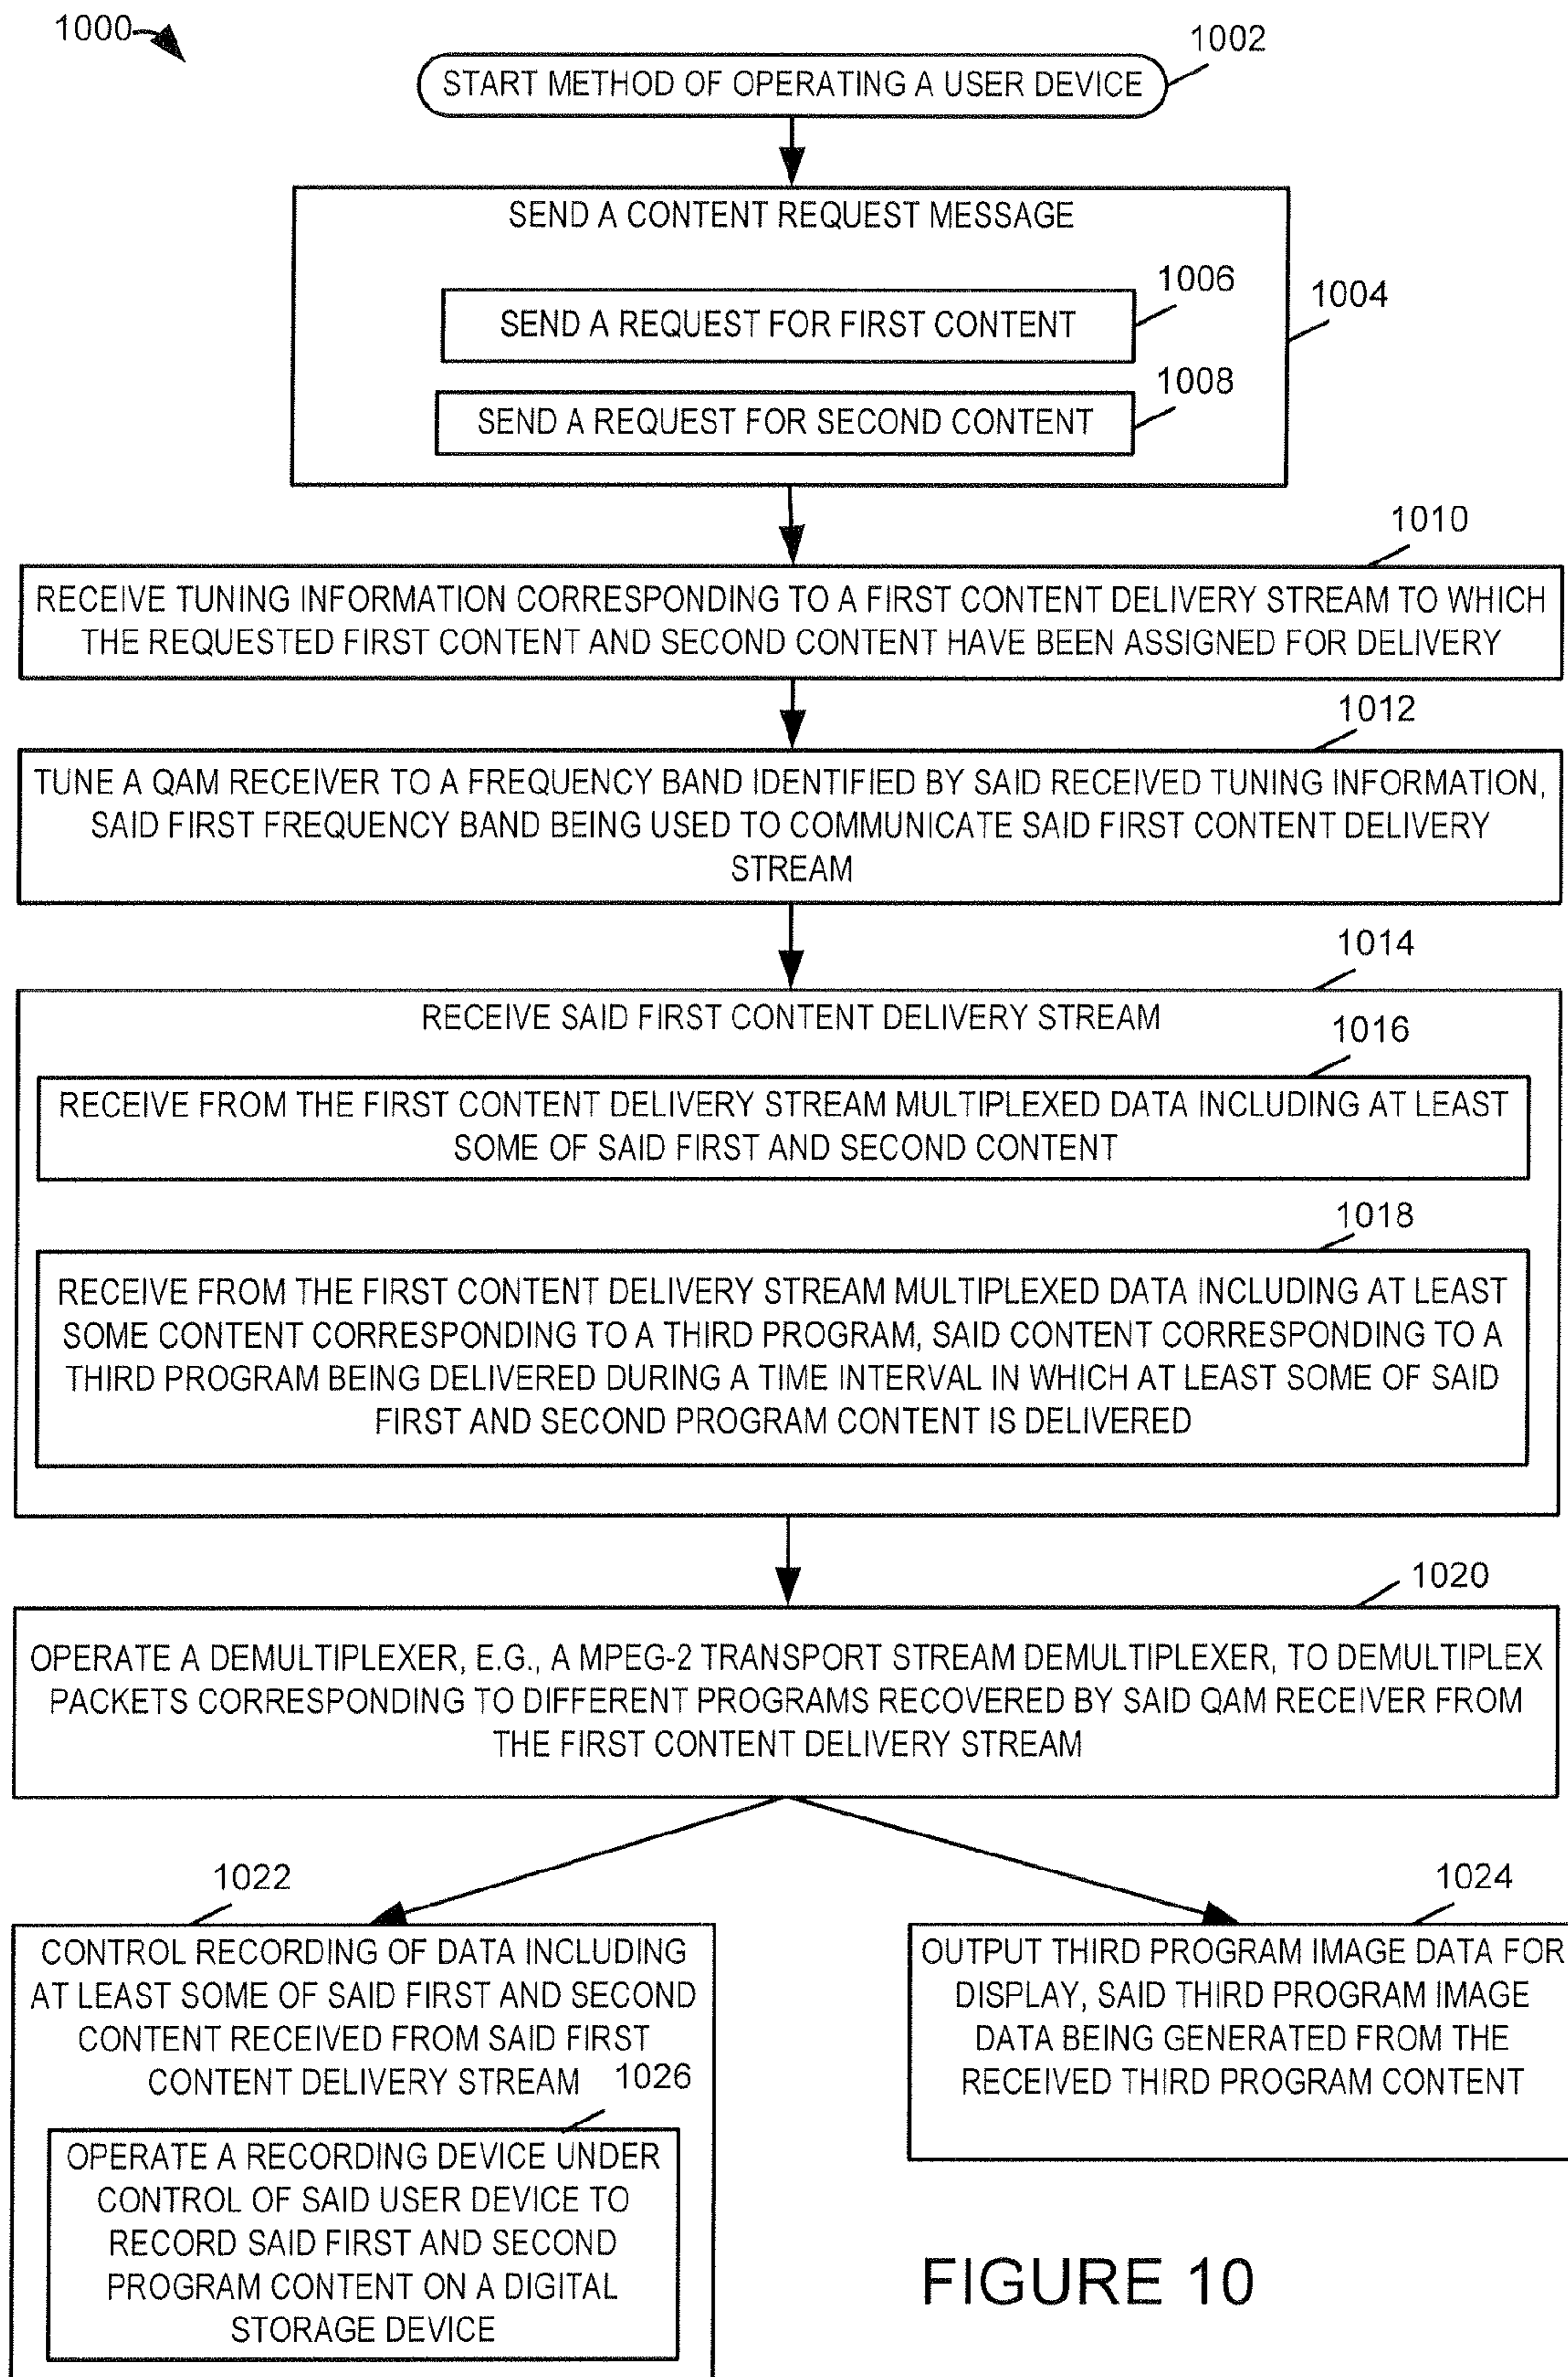 1000
1002
START METHOD OF OPERATING A USER DEVICE
SEND A CONTENT REQUEST MESSAGE
1004
1006
SEND A REQUEST FOR FIRST CONTENT
1008
SEND A REQUEST FOR SECOND CONTENT
1010
RECEIVE TUNING INFORMATION CORRESPONDING TO A FIRST CONTENT DELIVERY STREAM TO WHICH
THE REQUESTED FIRST CONTENT AND SECOND CONTENT HAVE BEEN ASSIGNED FOR DELIVERY
1012
TUNE A QAM RECEIVER TO A FREQUENCY BAND IDENTIFIED BY SAID RECEIVED TUNING INFORMATION,
SAID FIRST FREQUENCY BAND BEING USED TO COMMUNICATE SAID FIRST CONTENT DELIVERY
STREAM
1014
RECEIVE SAID FIRST CONTENT DELIVERY STREAM
1016
RECEIVE FROM THE FIRST CONTENT DELIVERY STREAM MULTIPLEXED DATA INCLUDING AT LEAST
SOME OF SAID FIRST AND SECOND CONTENT
1018
RECEIVE FROM THE FIRST CONTENT DELIVERY STREAM MULTIPLEXED DATA INCLUDING AT LEAST
SOME CONTENT CORRESPONDING TO A THIRD PROGRAM, SAID CONTENT CORRESPONDING TO A
THIRD PROGRAM BEING DELIVERED DURING A TIME INTERVAL IN WHICH AT LEAST SOME OF SAID
FIRST AND SECOND PROGRAM CONTENT IS DELIVERED
1020
OPERATE A DEMULTIPLEXER, E.G., A MPEG-2 TRANSPORT STREAM DEMULTIPLEXER, TO DEMULTIPLEX
PACKETS CORRESPONDING TO DIFFERENT PROGRAMS RECOVERED BY SAID QAM RECEIVER FROM
THE FIRST CONTENT DELIVERY STREAM
1022
CONTROL RECORDING OF DATA INCLUDING
AT LEAST SOME OF SAID FIRST AND SECOND
CONTENT RECEIVED FROM SAID FIRST
CONTENT DELIVERY STREAM
1026
OPERATE A RECORDING DEVICE UNDER
CONTROL OF SAID USER DEVICE TO
RECORD SAID FIRST AND SECOND
PROGRAM CONTENT ON A DIGITAL
STORAGE DEVICE
1024
OUTPUT THIRD PROGRAM IMAGE DATA FOR
DISPLAY, SAID THIRD PROGRAM IMAGE
DATA BEING GENERATED FROM THE
RECEIVED THIRD PROGRAM CONTENT
FIGURE 10